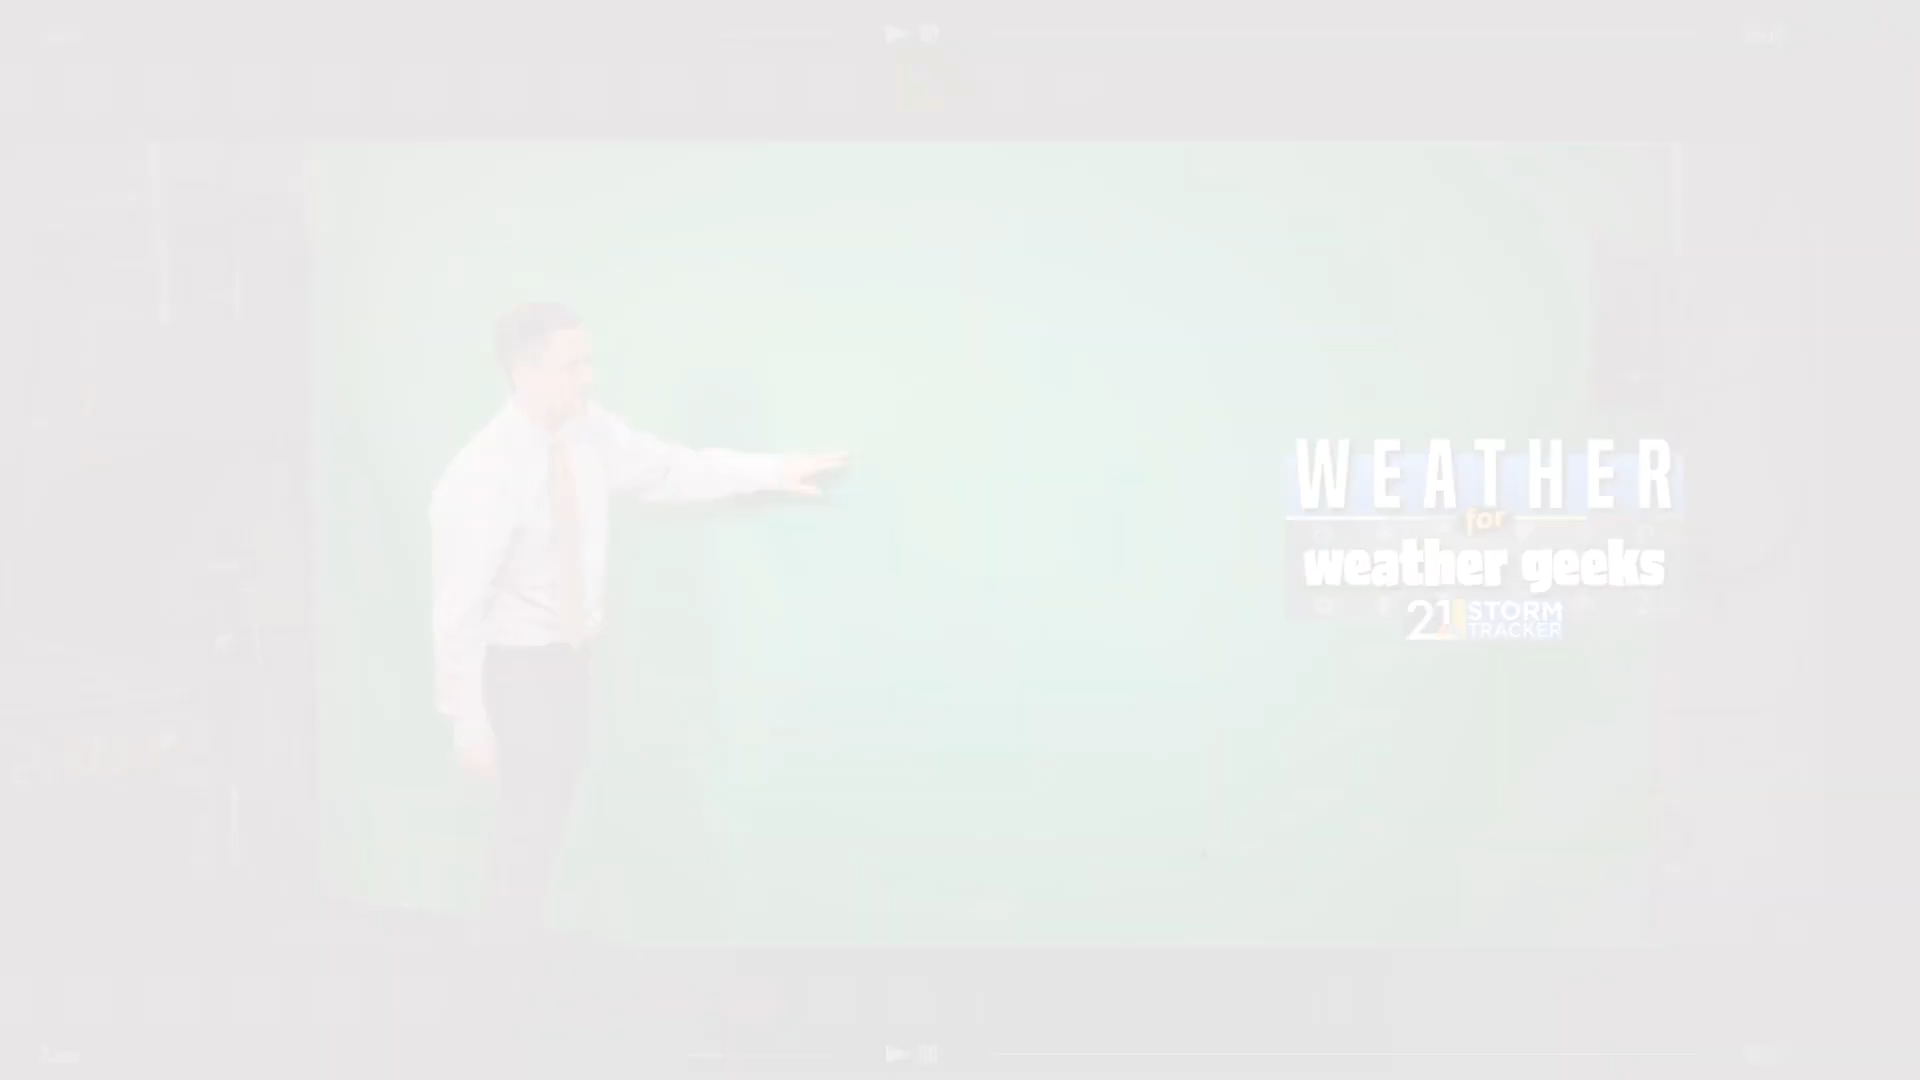 WEATHER
for
weather geeks
21 STORM
TRACKER